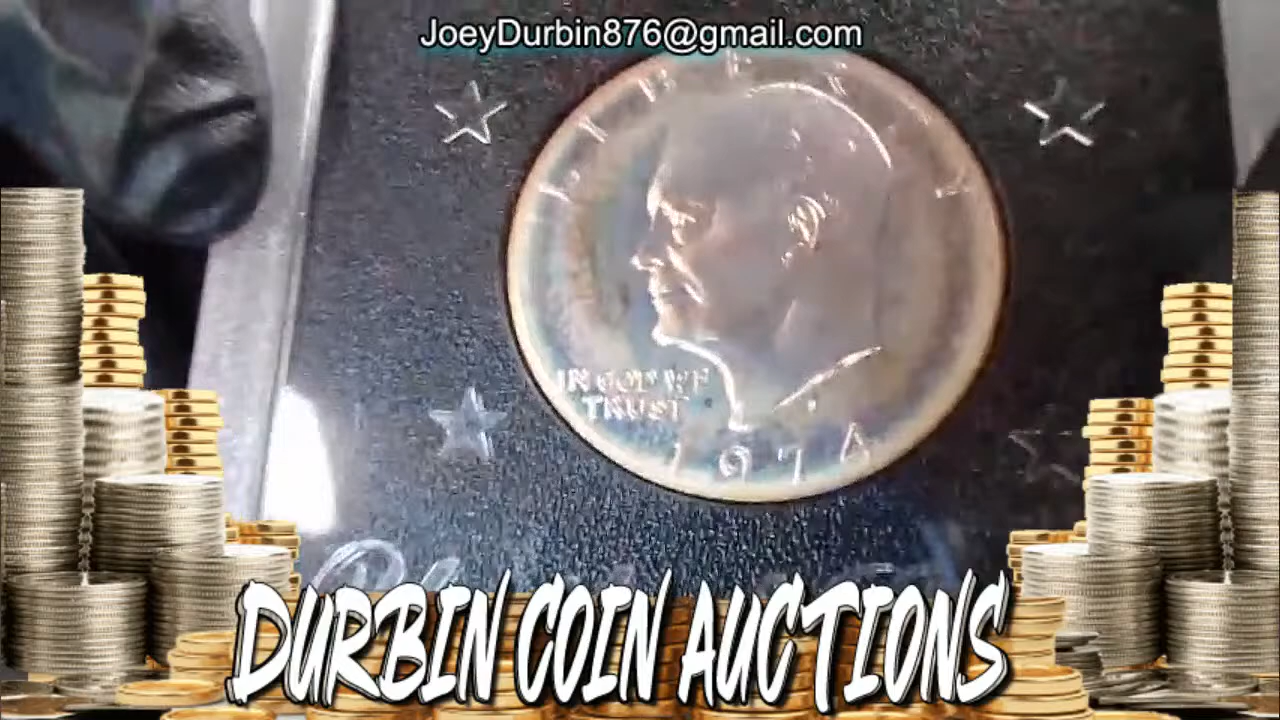 JoeyDurbin876@gmail.com
LIBERTY
IN GOD WE
TRUST
1974
DURBIN COIN AUCTIONS